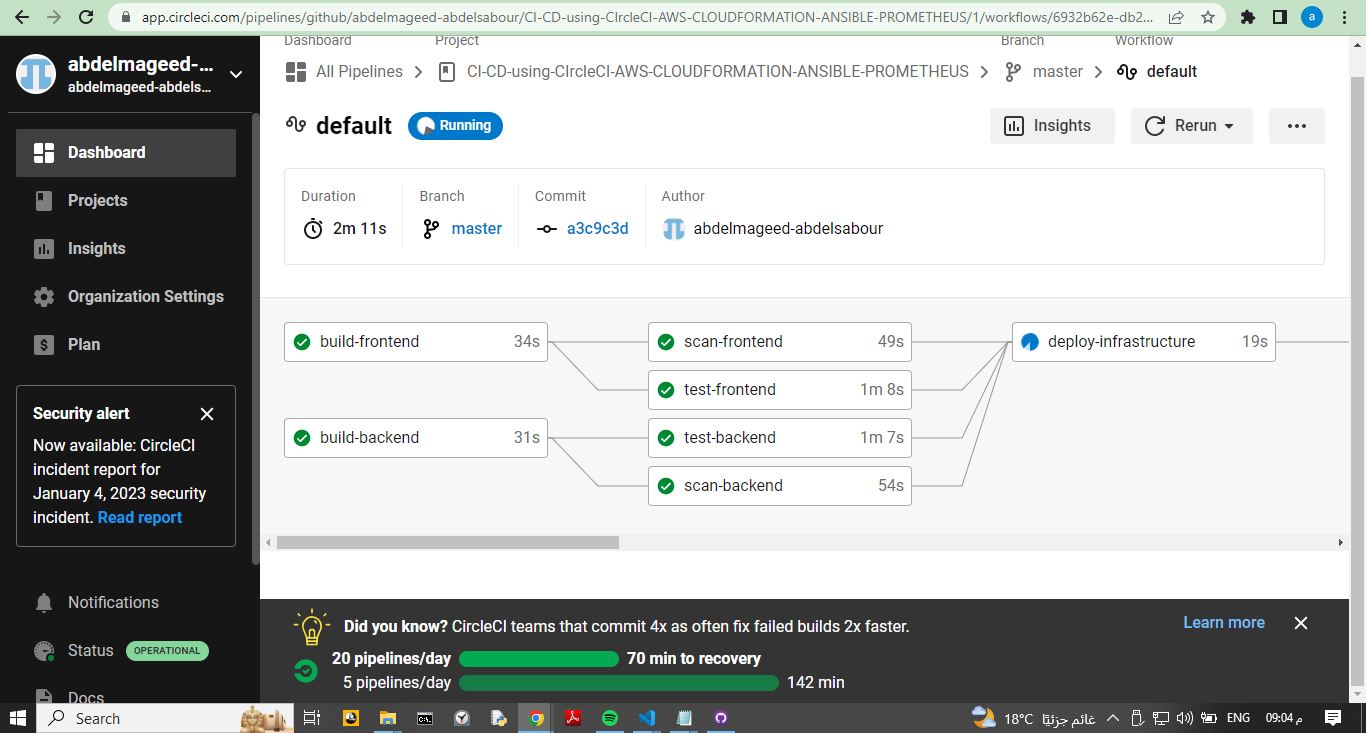 app.circleci.com/pipelines/github/abdelmageed-abdelsabour/CI-CD-using-CIrcleCI-AWS-CLOUDFORMATION-ANSIBLE-PROMETHEUS/1/workflows/6932b62e-db2...
a
abdelmageed-...
abdelmageed-abdels...
Dashboard
Projects
Insights
Organization Settings
Plan
Security alert
Now available: CircleCI
incident report for
January 4, 2023 security
incident. Read report
Notifications
Status OPERATIONAL
Docs
Dashboard Project Branch Workflow
All Pipelines CI-CD-using-CIrcleCI-AWS-CLOUDFORMATION-ANSIBLE-PROMETHEUS master default
default Running Insights Rerun
Duration Branch Commit Author
2m 11s master a3c9c3d abdelmageed-abdelsabour
build-frontend 34s scan-frontend 49s deploy-infrastructure 19s
test-frontend 1m 8s
build-backend 31s test-backend 1m 7s
scan-backend 54s
Did you know? CircleCI teams that commit 4x as often fix failed builds 2x faster. Learn more
20 pipelines/day 70 min to recovery
5 pipelines/day 142 min
Search 18°C غائم جزئيًا ENG 09:04 م